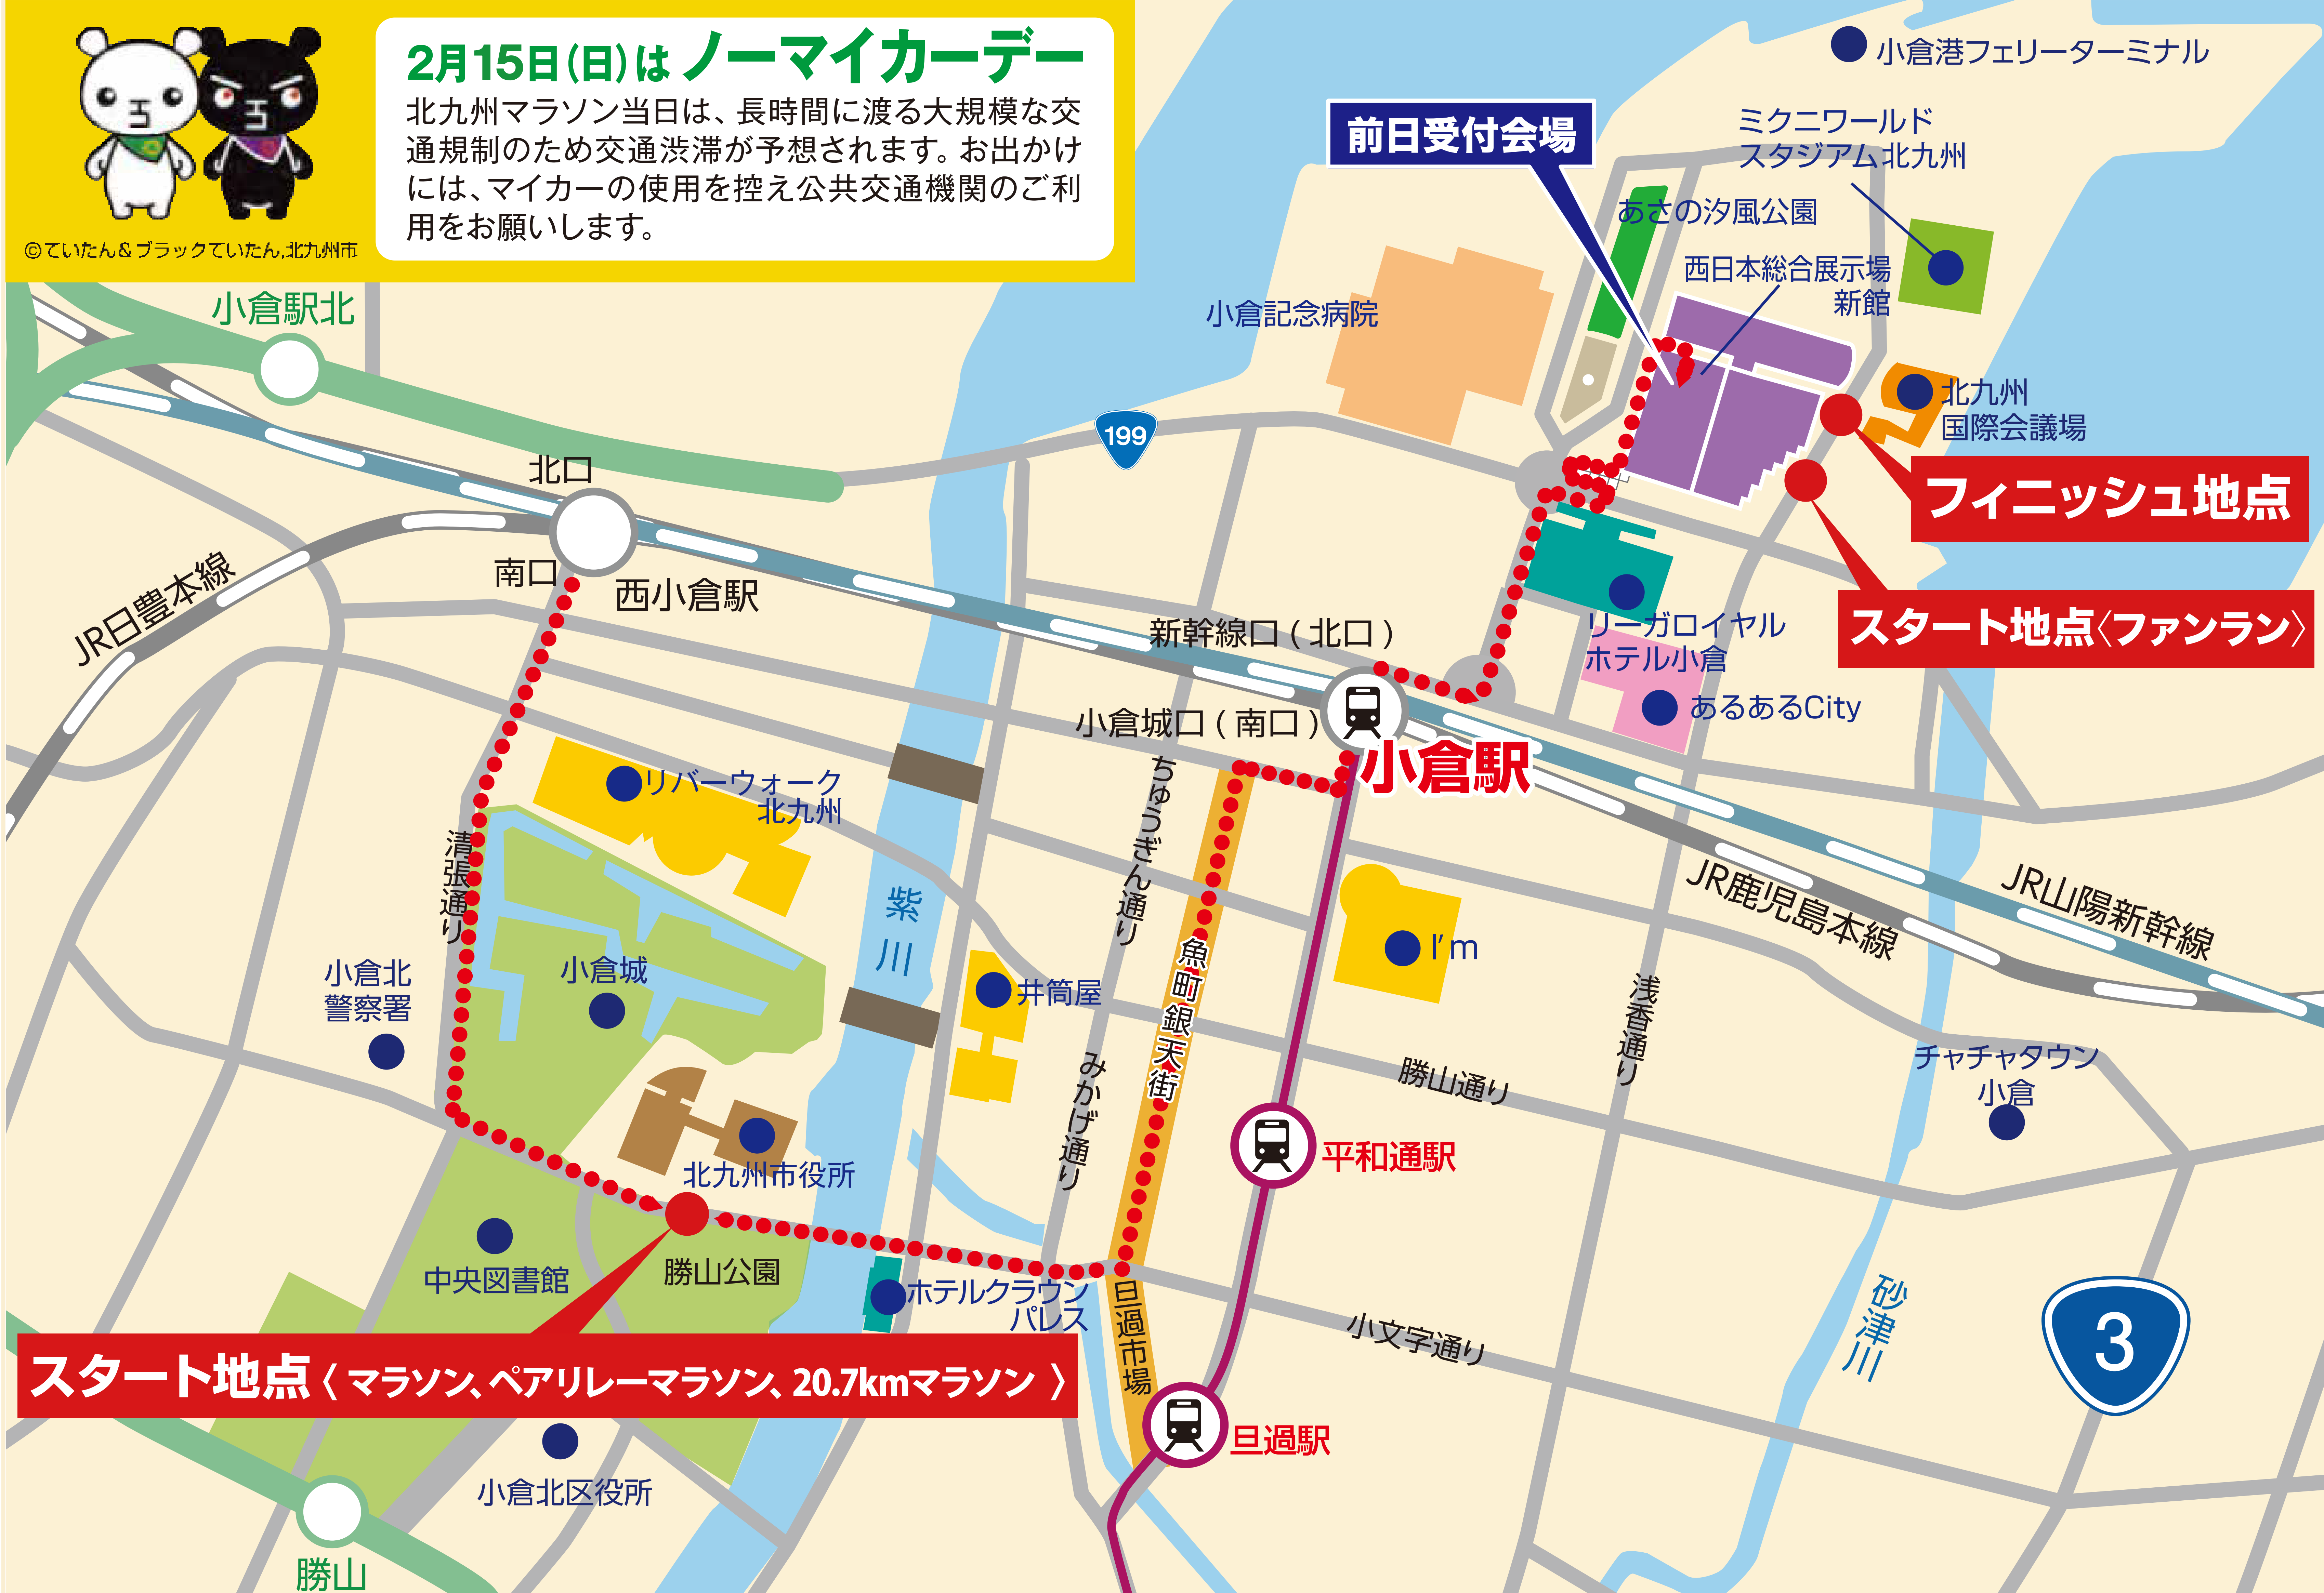 2月15日(日)は ノーマイカーデー
北九州マラソン当日は、長時間に渡る大規模な交
通規制のため交通渋滞が予想されます。お出かけ
には、マイカーの使用を控え公共交通機関のご利
用をお願いします。
©ていたん&ブラックていたん,北九州市
小倉港フェリーターミナル
前日受付会場
ミクニワールド
スタジアム北九州
あさの汐風公園
西日本総合展示場
新館
小倉記念病院
小倉駅北
北九州
国際会議場
199
北口
フィニッシュ地点
南口
西小倉駅
JR日豊本線
新幹線口(北口)
リーガロイヤル
ホテル小倉
スタート地点〈ファンラン〉
あるあるCity
小倉城口(南口)
小倉駅
リバーウォーク
北九州
ちゅうぎん通り
清張通り
紫川
JR鹿児島本線
JR山陽新幹線
魚町銀天街
I'm
小倉北
警察署
小倉城
井筒屋
浅香通り
チャチャタウン
小倉
みかげ通り
勝山通り
平和通駅
北九州市役所
中央図書館
勝山公園
ホテルクラウン
パレス
旦過市場
小文字通り
砂津川
3
スタート地点〈 マラソン、ペアリレーマラソン、20.7kmマラソン 〉
旦過駅
小倉北区役所
勝山